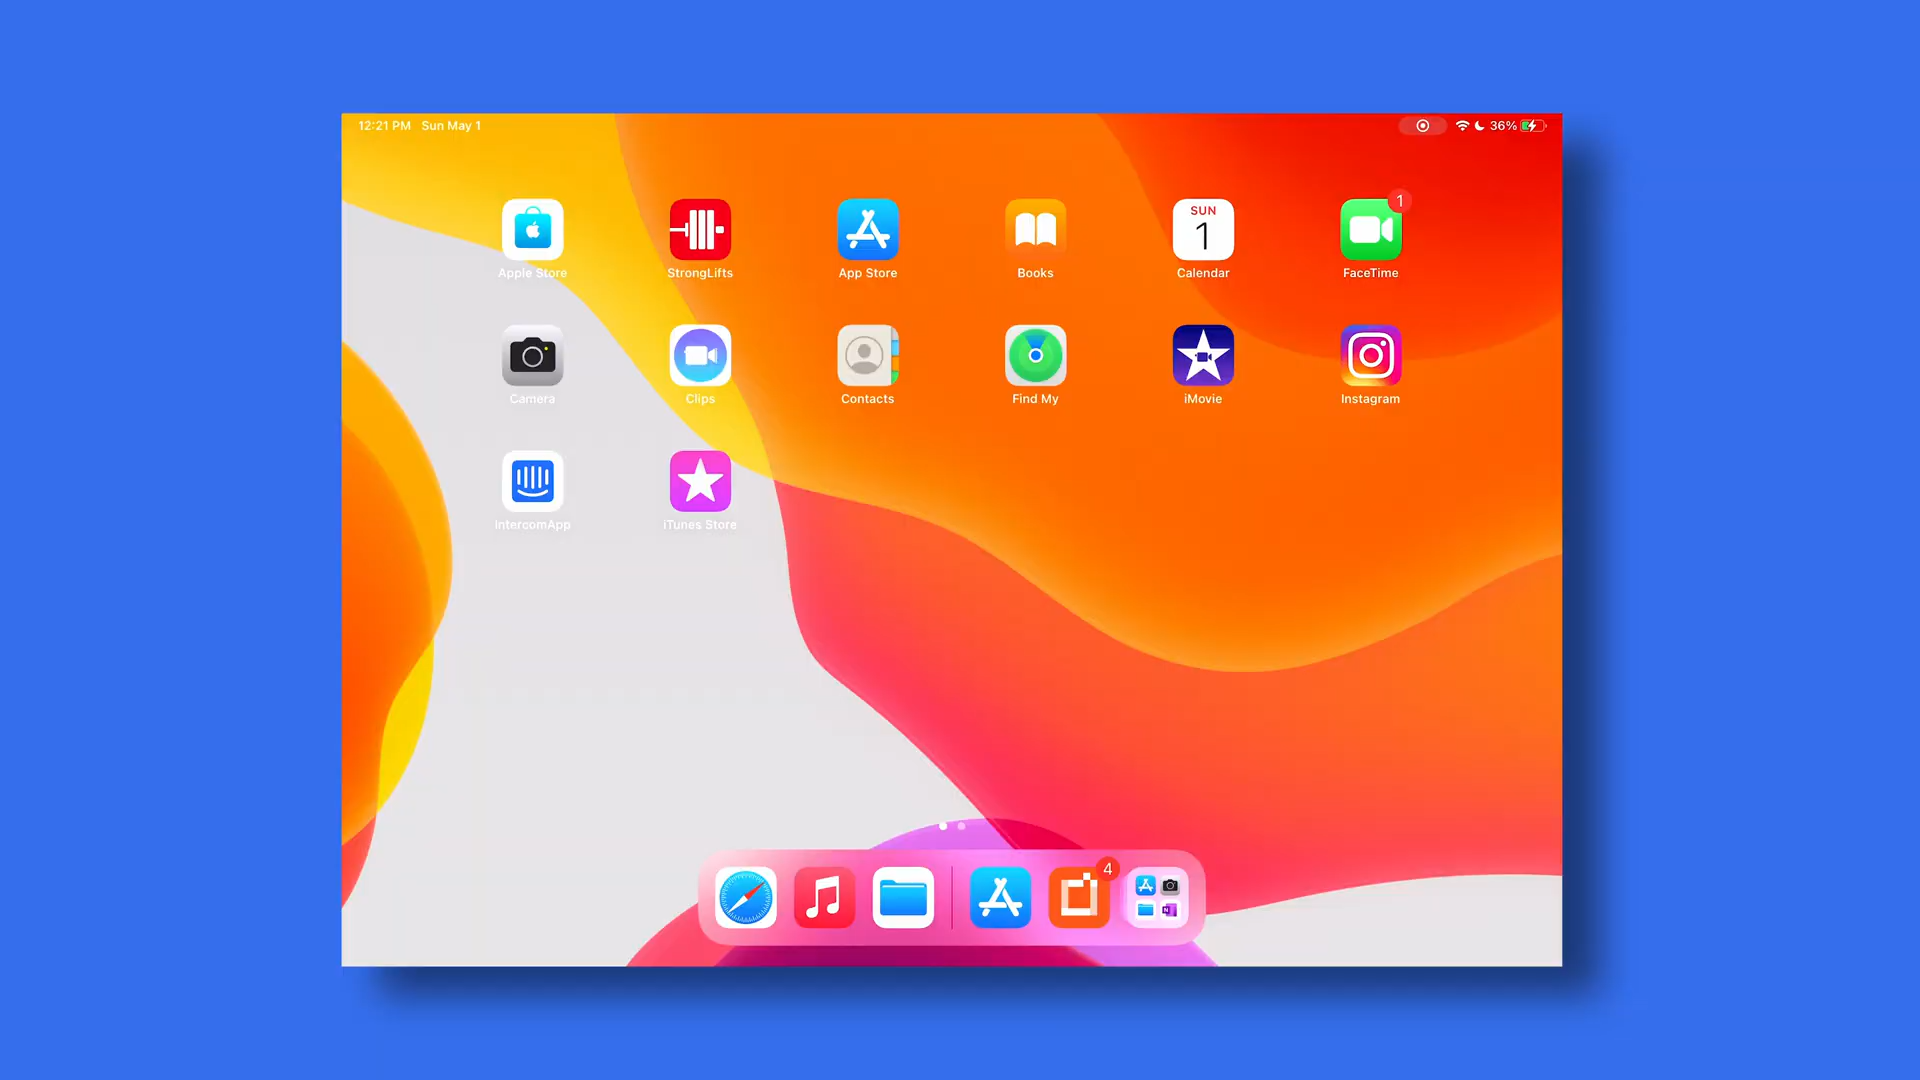 12:21 PM Sun May 1
36%
SUN
1
1
Apple Store
StrongLifts
App Store
Books
Calendar
FaceTime
Camera
Clips
Contacts
Find My
iMovie
Instagram
IntercomApp
iTunes Store
4
N